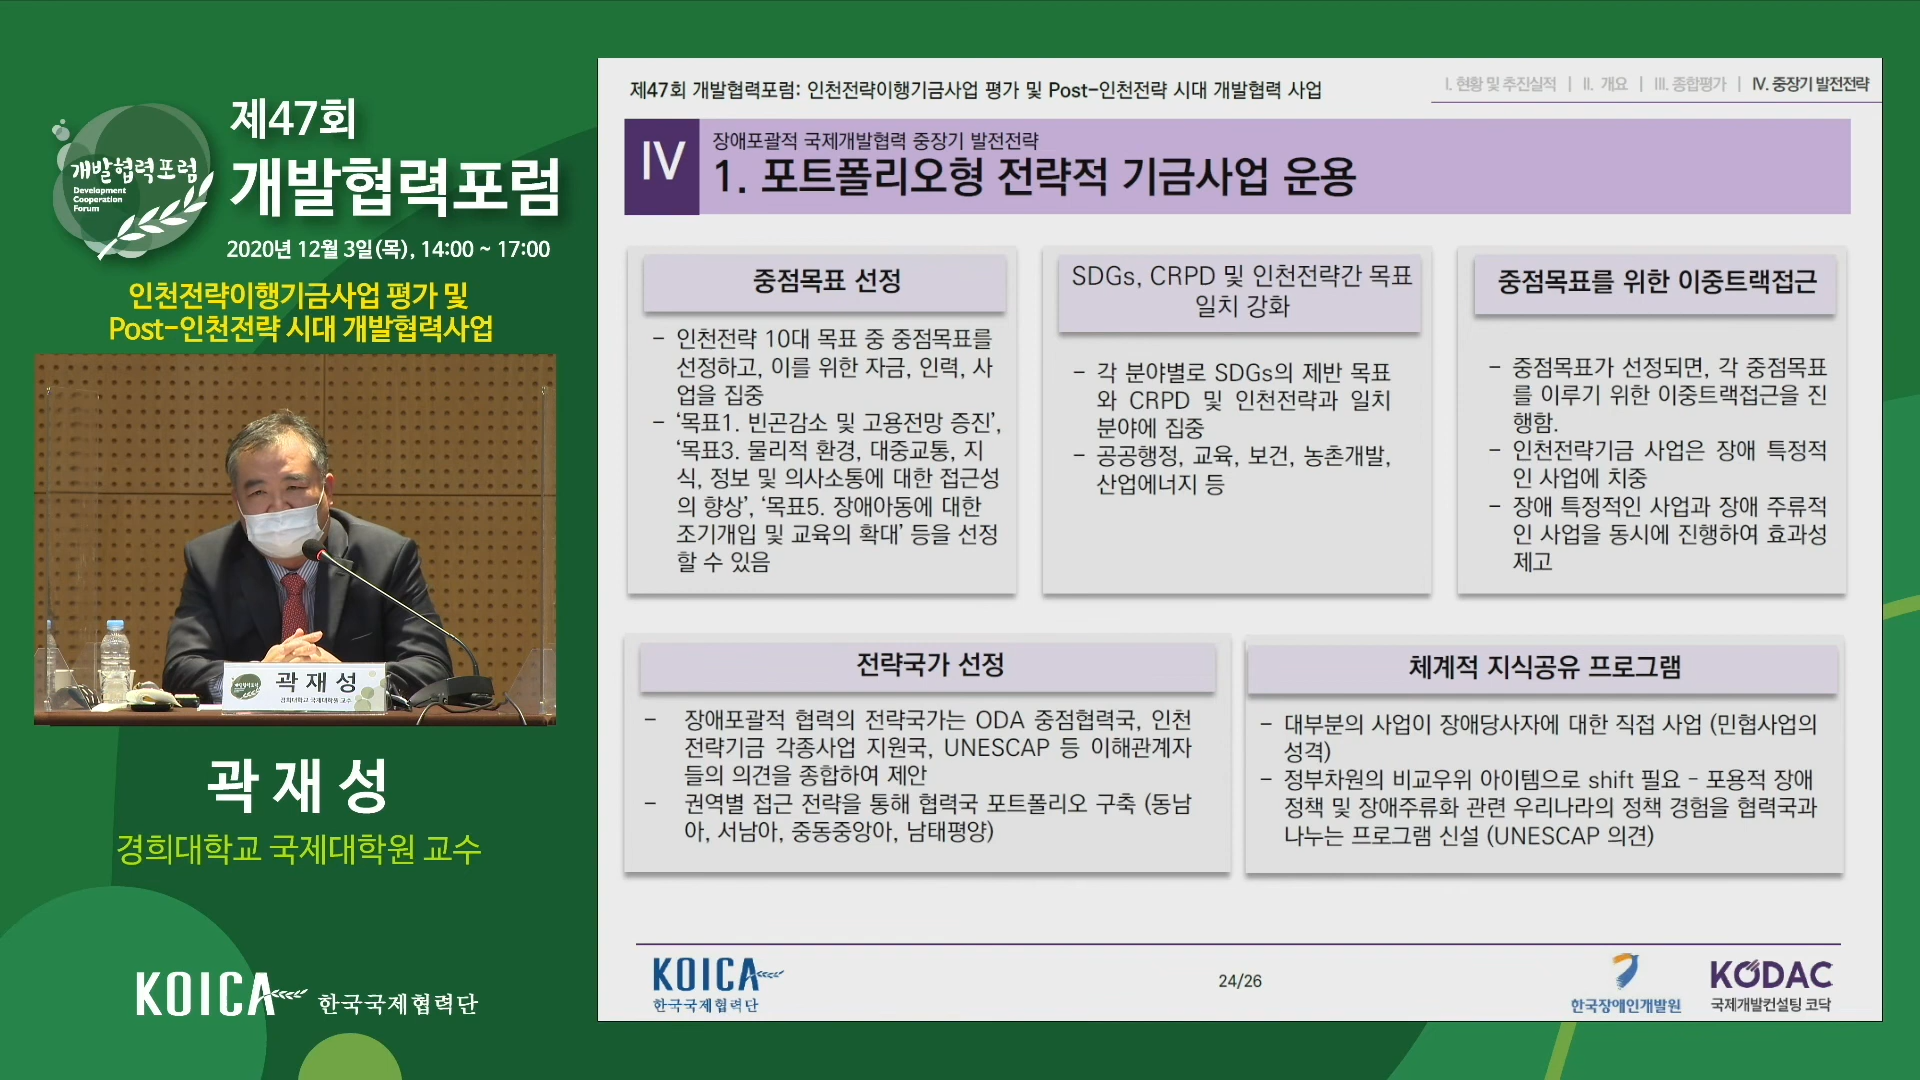 제47회
개발협력포럼
개발협력포럼
Development
Cooperation
Forum
2020년 12월 3일(목), 14:00 ~ 17:00
인천전략이행기금사업 평가 및
Post-인천전략 시대 개발협력사업
곽 재 성
경희대학교 국제대학원 교수
곽 재 성
경희대학교 국제대학원 교수
KOICA 한국국제협력단
제47회 개발협력포럼: 인천전략이행기금사업 평가 및 Post-인천전략 시대 개발협력 사업
I. 현황 및 추진실적 | II. 개요 | III. 종합평가 | IV. 중장기 발전전략
IV
장애포괄적 국제개발협력 중장기 발전전략
1. 포트폴리오형 전략적 기금사업 운용
중점목표 선정
- 인천전략 10대 목표 중 중점목표를
선정하고, 이를 위한 자금, 인력, 사
업을 집중
- ‘목표1. 빈곤감소 및 고용전망 증진’,
‘목표3. 물리적 환경, 대중교통, 지
식, 정보 및 의사소통에 대한 접근성
의 향상’, ‘목표5. 장애아동에 대한
조기개입 및 교육의 확대’ 등을 선정
할 수 있음
SDGs, CRPD 및 인천전략간 목표
일치 강화
- 각 분야별로 SDGs의 제반 목표
와 CRPD 및 인천전략과 일치
분야에 집중
- 공공행정, 교육, 보건, 농촌개발,
산업에너지 등
중점목표를 위한 이중트랙접근
- 중점목표가 선정되면, 각 중점목표
를 이루기 위한 이중트랙접근을 진
행함.
- 인천전략기금 사업은 장애 특정적
인 사업에 치중
- 장애 특정적인 사업과 장애 주류적
인 사업을 동시에 진행하여 효과성
제고
전략국가 선정
- 장애포괄적 협력의 전략국가는 ODA 중점협력국, 인천
전략기금 각종사업 지원국, UNESCAP 등 이해관계자
들의 의견을 종합하여 제안
- 권역별 접근 전략을 통해 협력국 포트폴리오 구축 (동남
아, 서남아, 중동중앙아, 남태평양)
체계적 지식공유 프로그램
- 대부분의 사업이 장애당사자에 대한 직접 사업 (민협사업의
성격)
- 정부차원의 비교우위 아이템으로 shift 필요 – 포용적 장애
정책 및 장애주류화 관련 우리나라의 정책 경험을 협력국과
나누는 프로그램 신설 (UNESCAP 의견)
KOICA
한국국제협력단
24/26
한국장애인개발원
KODAC
국제개발컨설팅 코닥